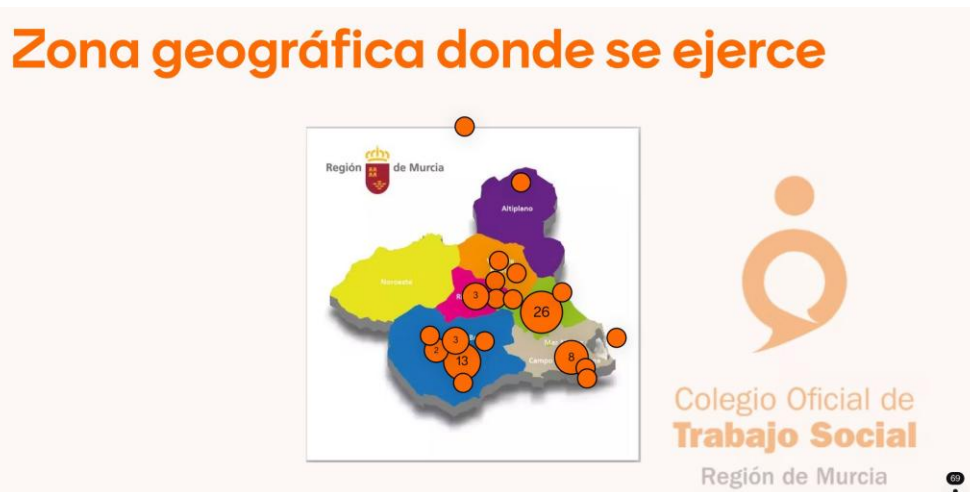 Zona geográfica donde se ejerce
Región de Murcia
Altiplano
Noroeste
3
26
3
2
13
8
Campo
Colegio Oficial de
Trabajo Social
Región de Murcia
69